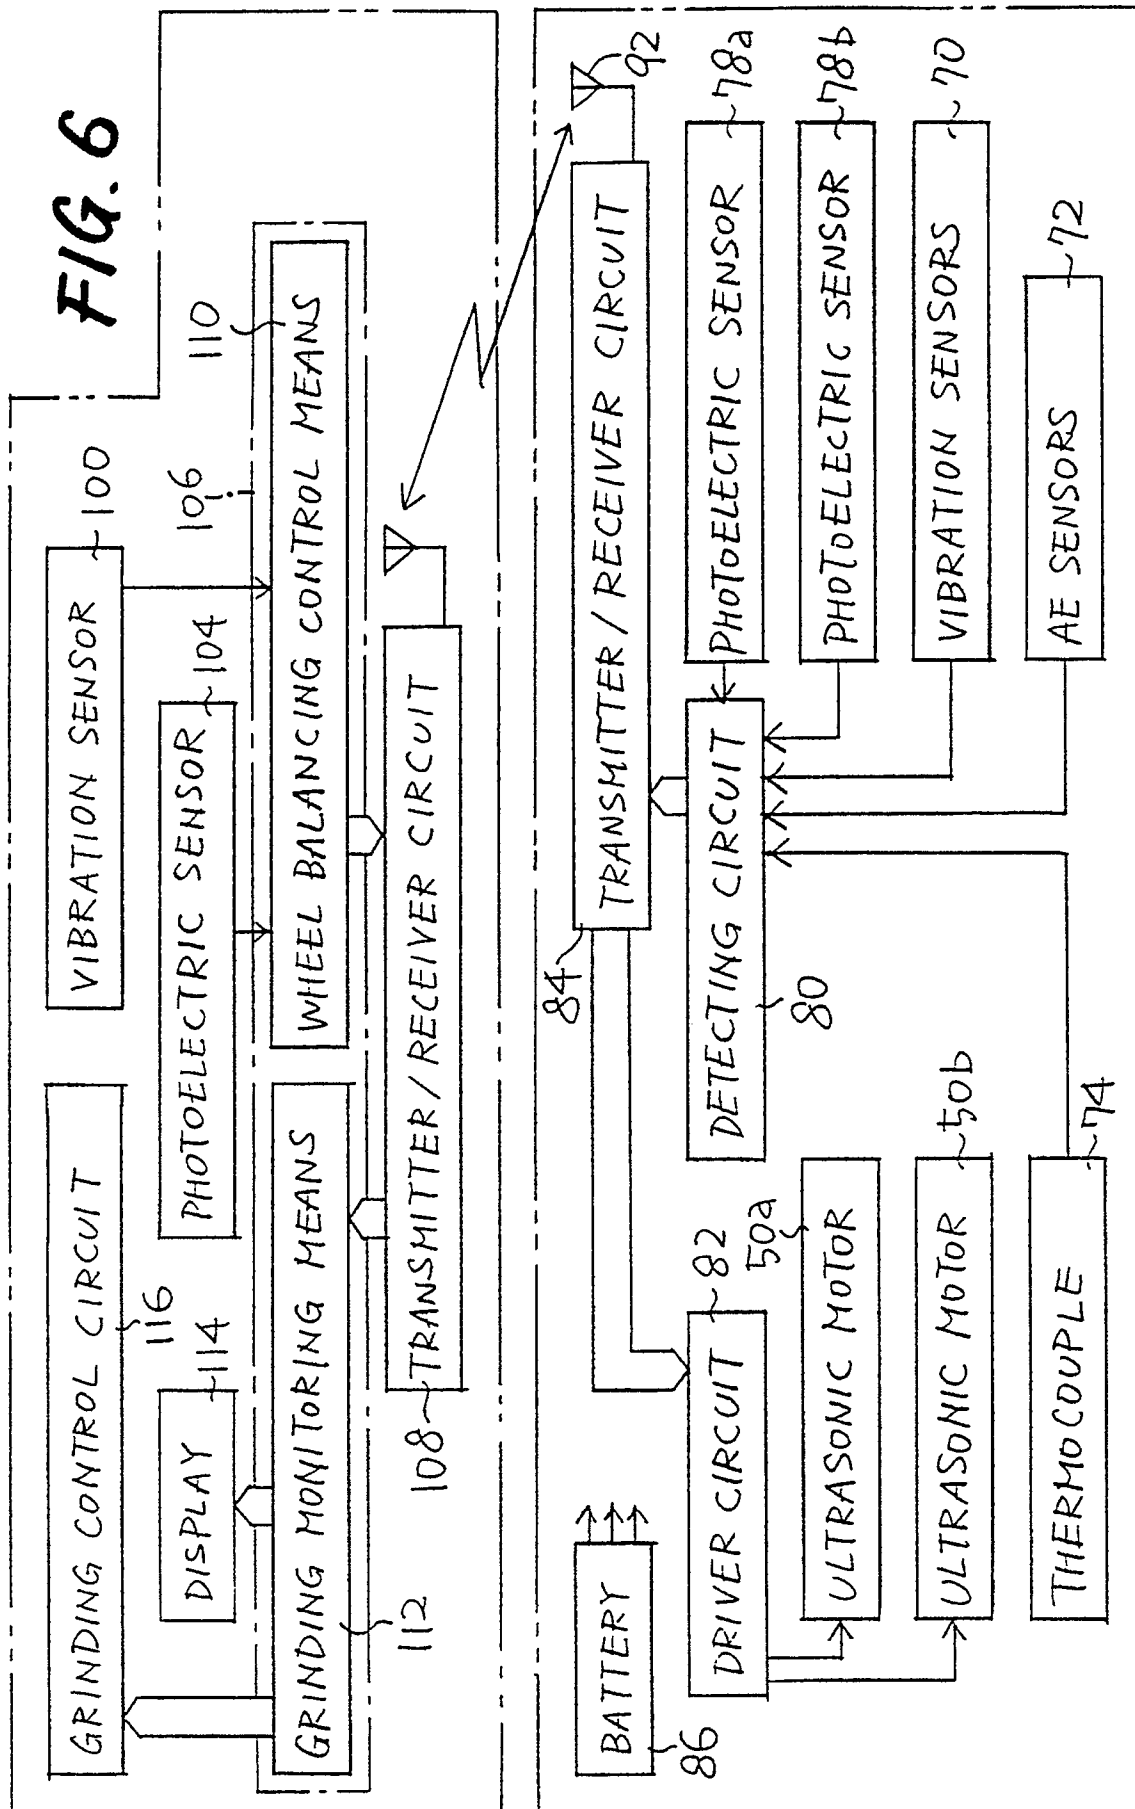 FIG. 6
GRINDING CONTROL CIRCUIT
116
VIBRATION SENSOR
100
DISPLAY
114
PHOTOELECTRIC SENSOR
104
106
110
GRINDING MONITORING MEANS
112
WHEEL BALANCING CONTROL MEANS
108
TRANSMITTER/RECEIVER CIRCUIT
92
BATTERY
86
84
TRANSMITTER/RECEIVER CIRCUIT
DRIVER CIRCUIT
82
DETECTING CIRCUIT
80
PHOTOELECTRIC SENSOR
78a
ULTRASONIC MOTOR
50a
PHOTOELECTRIC SENSOR
78b
ULTRASONIC MOTOR
50b
VIBRATION SENSORS
70
THERMOCOUPLE
74
AE SENSORS
72